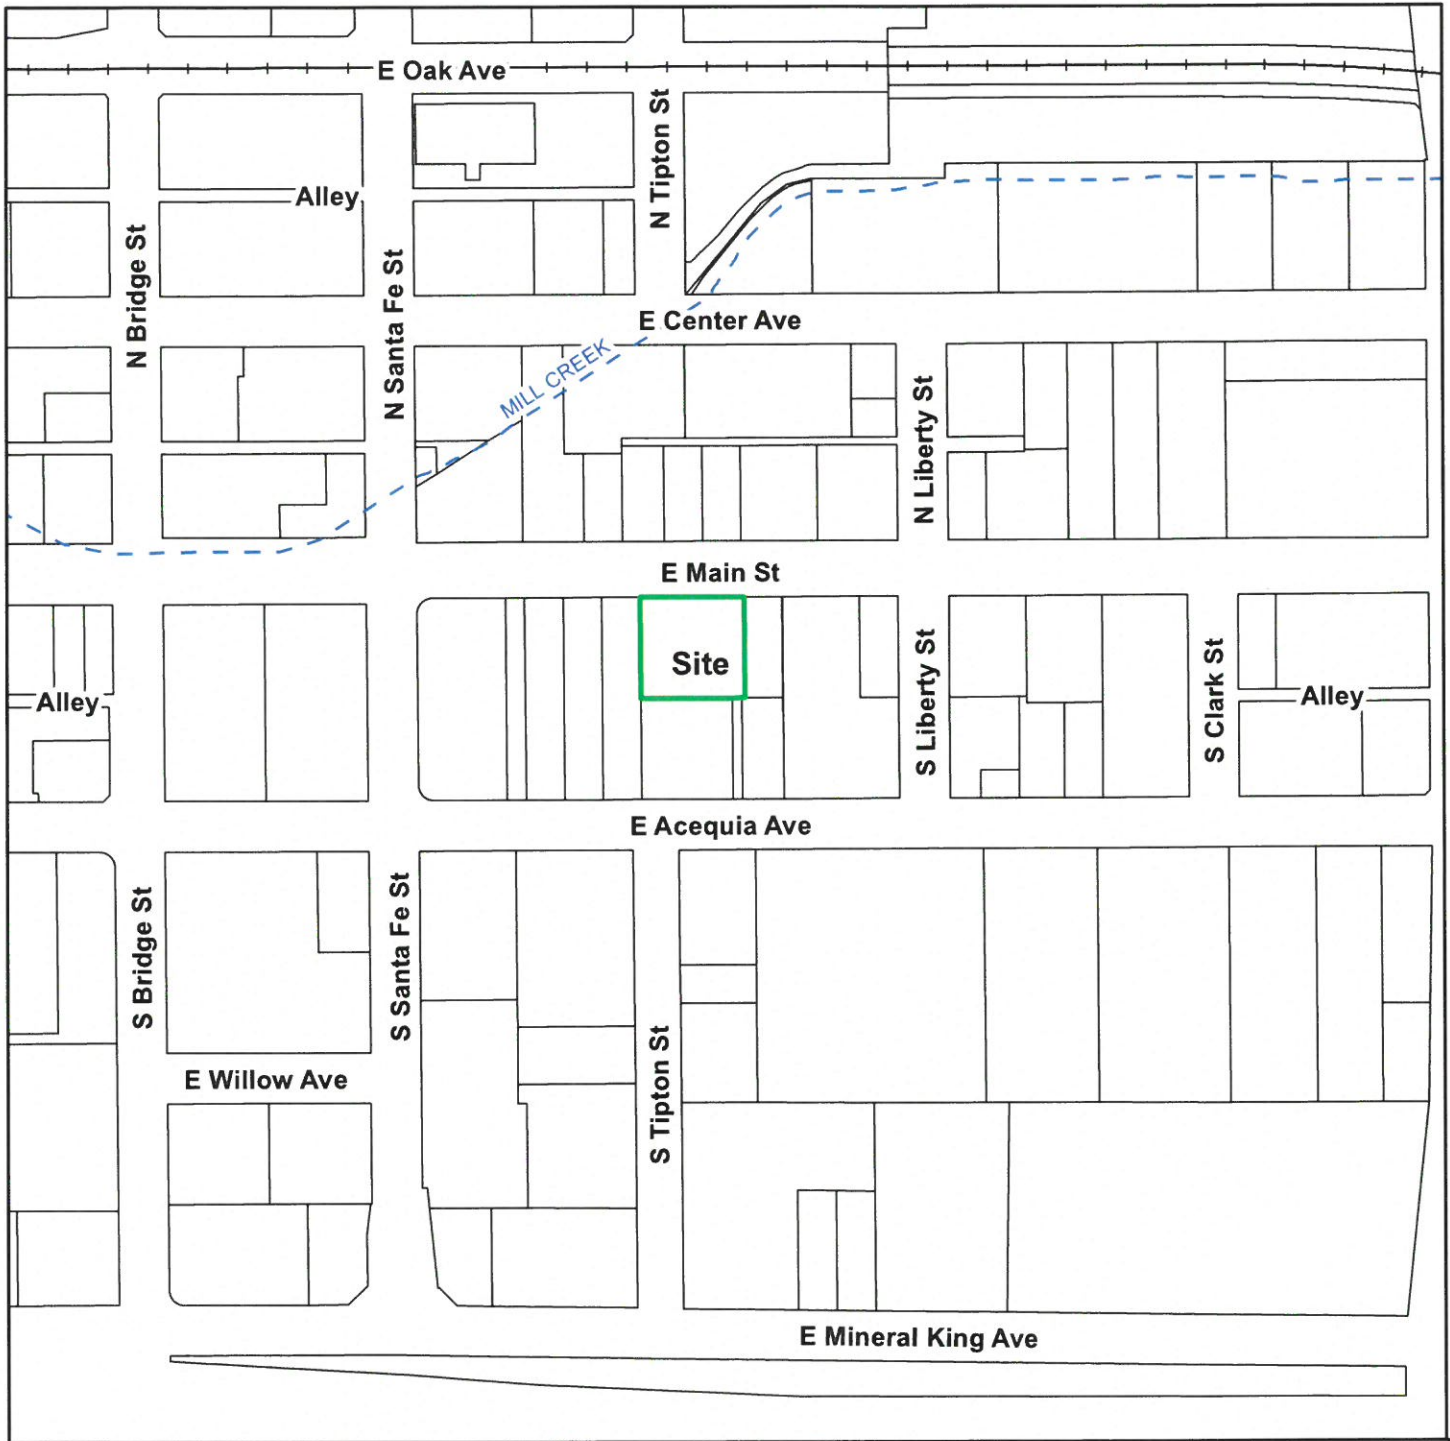 E Oak Ave
N Tipton St
Alley
N Bridge St
N Santa Fe St
E Center Ave
MILL CREEK
N Liberty St
E Main St
Site
S Liberty St
S Clark St
Alley
Alley
E Acequia Ave
S Bridge St
S Santa Fe St
S Tipton St
E Willow Ave
E Mineral King Ave